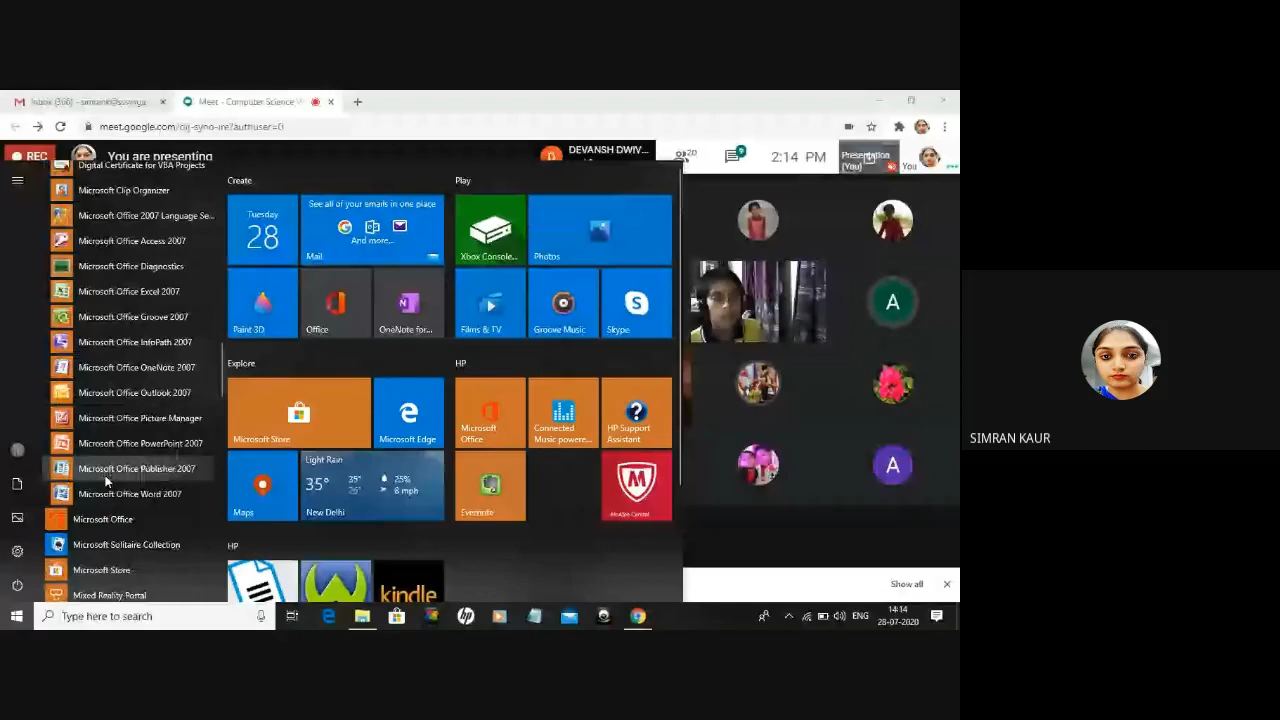 Inbox (306) -
Meet - Computer Science
REC
You are presenting
DEVANSH DWIV...
20
9
2:14 PM
Presentation
(You)
You
Digital Certificate for VBA Projects
Microsoft Clip Organizer
Microsoft Office 2007 Language Se...
Microsoft Office Access 2007
Microsoft Office Diagnostics
Microsoft Office Excel 2007
Microsoft Office Groove 2007
Microsoft Office InfoPath 2007
Microsoft Office OneNote 2007
Microsoft Office Outlook 2007
Microsoft Office Picture Manager
Microsoft Office PowerPoint 2007
Microsoft Office Publisher 2007
Microsoft Office Word 2007
Microsoft Office
Microsoft Solitaire Collection
Microsoft Store
Mixed Reality Portal
Create
Tuesday
28
See all of your emails in one place
And more...
Mail
Paint 3D
Office
OneNote for...
Play
Xbox Console...
Photos
Films & TV
Groove Music
Skype
Explore
Microsoft Store
Microsoft Edge
Maps
Light Rain
35°
35°
26°
25%
8 mph
New Delhi
HP
Microsoft
Office
Connected
Music powere...
HP Support
Assistant
Evernote
McAfee Central
HP
kindle
A
A
Show all
SIMRAN KAUR
Type here to search
ENG
14:14
28-07-2020